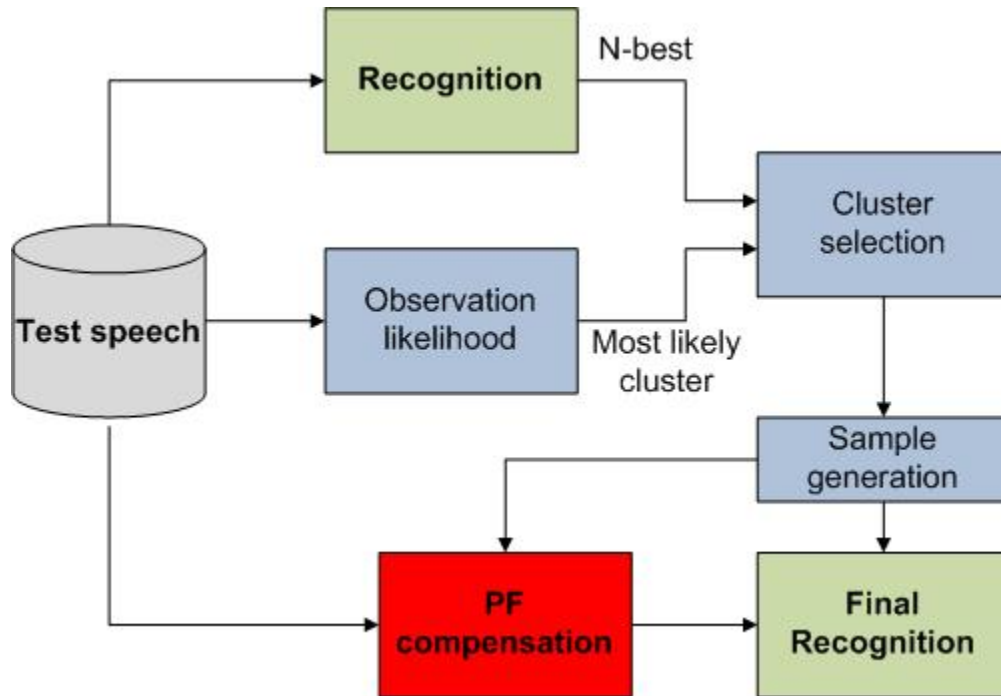 Recognition
N-best
Cluster
selection
Test speech
Observation
likelihood
Most likely
cluster
Sample
generation
PF
compensation
Final
Recognition